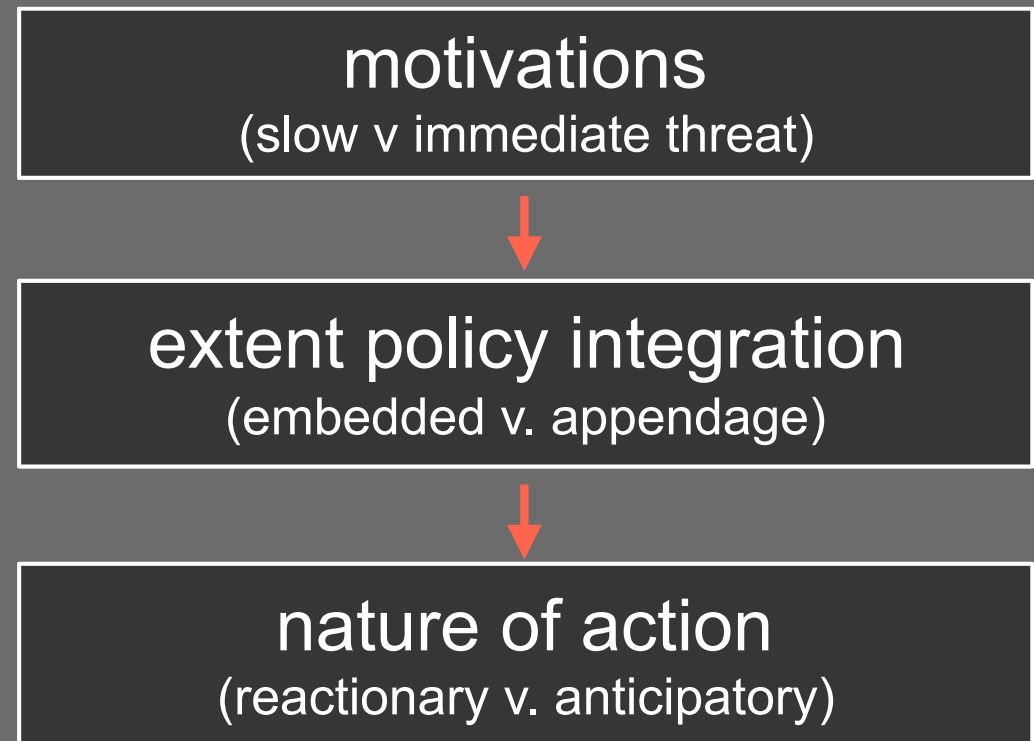 motivations
(slow v immediate threat)
extent policy integration
(embedded v. appendage)
nature of action
(reactionary v. anticipatory)